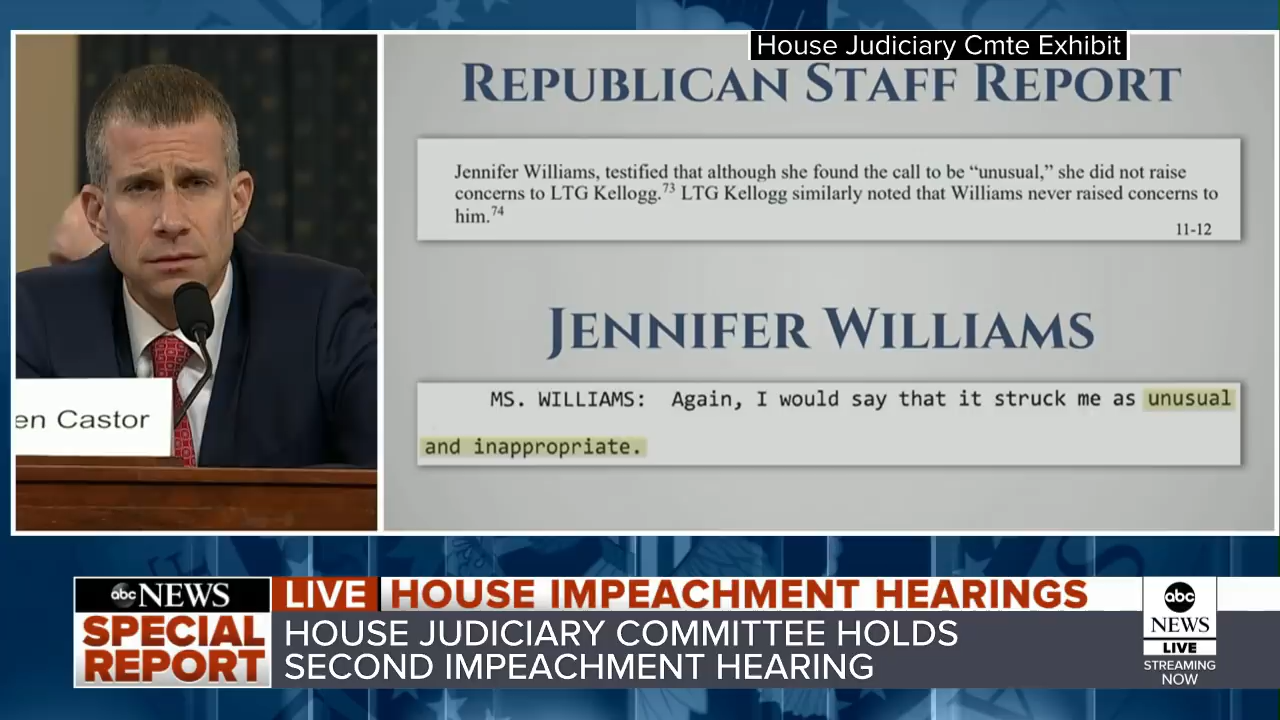 House Judiciary Cmte Exhibit
REPUBLICAN STAFF REPORT
Jennifer Williams, testified that although she found the call to be “unusual,” she did not raise
concerns to LTG Kellogg.73 LTG Kellogg similarly noted that Williams never raised concerns to
him.74
11-12
JENNIFER WILLIAMS
MS. WILLIAMS: Again, I would say that it struck me as unusual
and inappropriate.
en Castor
abc NEWS
SPECIAL
REPORT
LIVE HOUSE IMPEACHMENT HEARINGS
HOUSE JUDICIARY COMMITTEE HOLDS
SECOND IMPEACHMENT HEARING
abc
NEWS
LIVE
STREAMING
NOW